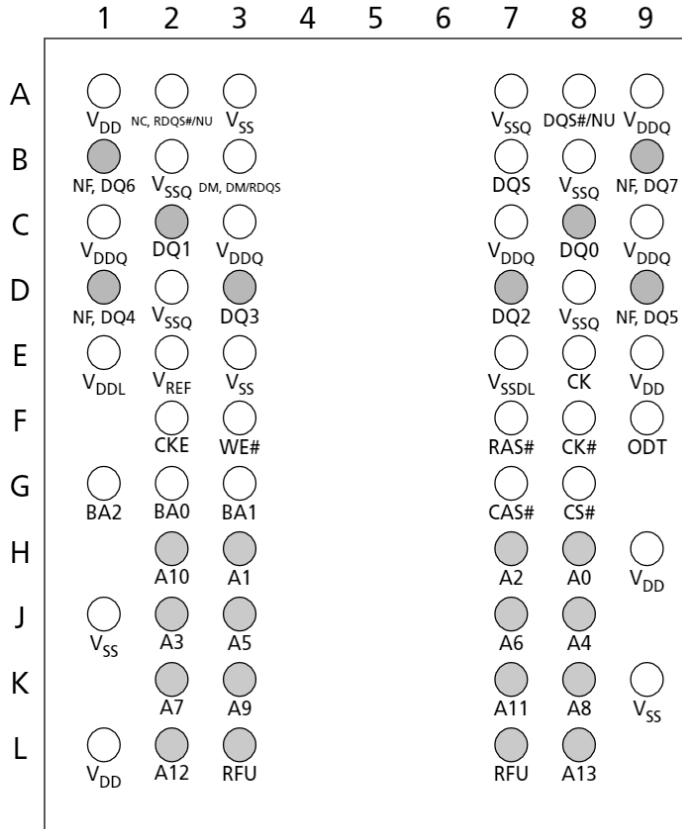 1 2 3 4 5 6 7 8 9
A
VDD NC, RDQS#/NU VSS VSSQ DQS#/NU VDDQ
B
NF, DQ6 VSSQ DM, DM/RDQS DQS VSSQ NF, DQ7
C
VDDQ DQ1 VDDQ VDDQ DQ0 VDDQ
D
NF, DQ4 VSSQ DQ3 DQ2 VSSQ NF, DQ5
E
VDDL VREF VSS VSSDL CK VDD
F
CKE WE# RAS# CK# ODT
G
BA2 BA0 BA1 CAS# CS#
H
A10 A1 A2 A0 VDD
J
VSS A3 A5 A6 A4
K
A7 A9 A11 A8 VSS
L
VDD A12 RFU RFU A13